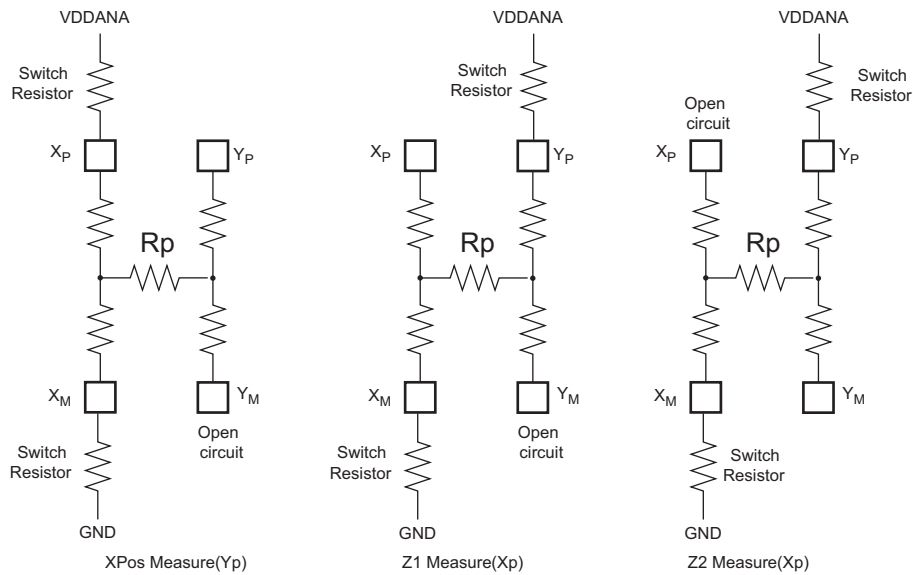 VDDANA
Switch
Resistor
XP
YP
Rp
XM
YM
Open
circuit
Switch
Resistor
GND
XPos Measure(Yp)
VDDANA
Switch
Resistor
XP
YP
Rp
XM
YM
Open
circuit
Switch
Resistor
GND
Z1 Measure(Xp)
VDDANA
Switch
Resistor
Open
circuit
XP
YP
Rp
XM
YM
Switch
Resistor
GND
Z2 Measure(Xp)